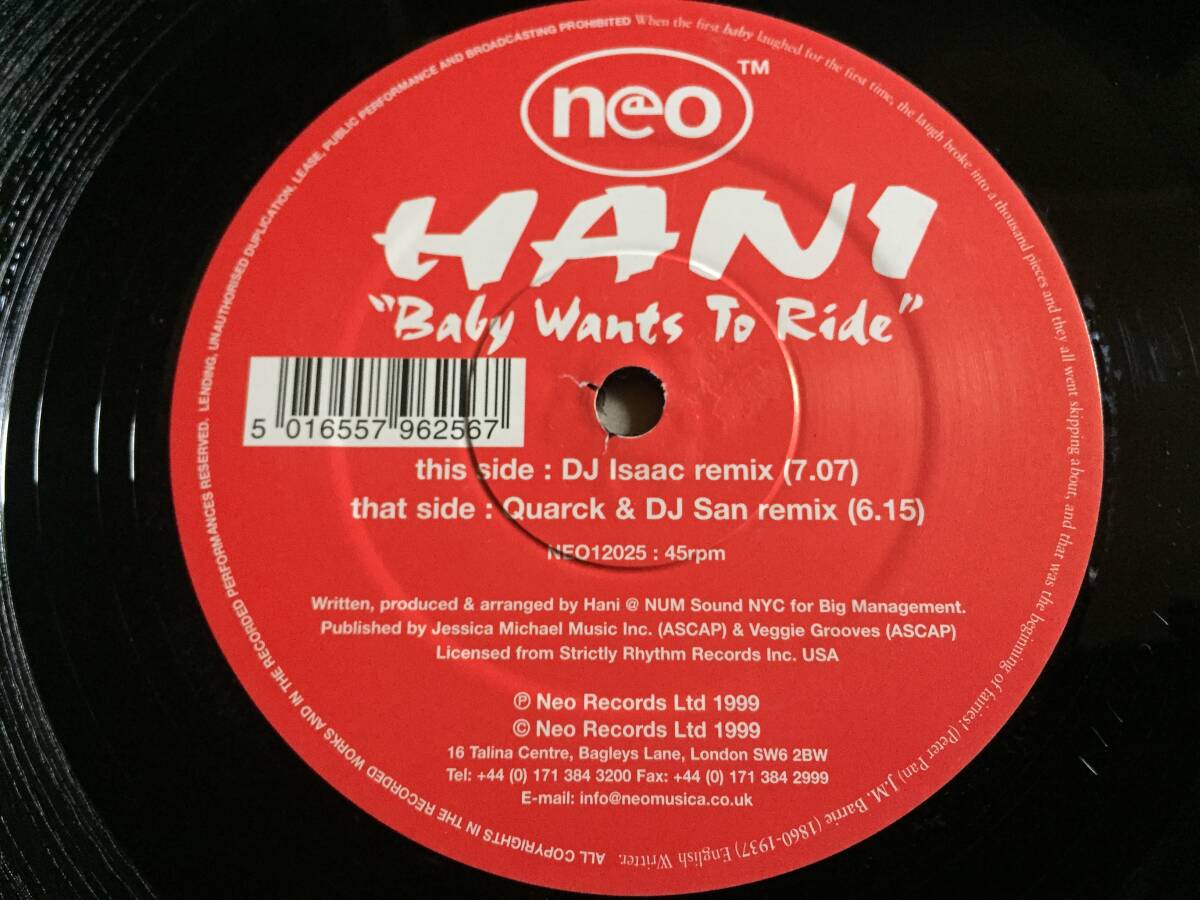 neo
TM
HANI
"Baby Wants To Ride"
5 016557 962567
this side : DJ Isaac remix (7.07)
that side : Quarck & DJ San remix (6.15)
NEO12025 : 45rpm
Written, produced & arranged by Hani @ NUM Sound NYC for Big Management.
Published by Jessica Michael Music Inc. (ASCAP) & Veggie Grooves (ASCAP)
Licensed from Strictly Rhythm Records Inc. USA
℗ Neo Records Ltd 1999
© Neo Records Ltd 1999
16 Talina Centre, Bagleys Lane, London SW6 2BW
Tel: +44 (0) 171 384 3200 Fax: +44 (0) 171 384 2999
E-mail: info@neomusica.co.uk
ALL COPYRIGHTS IN THE RECORDED WORKS AND IN THE RECORDED PERFORMANCES RESERVED. LENDING, UNAUTHORISED DUPLICATION, LEASE, PUBLIC PERFORMANCE AND BROADCASTING PROHIBITED
When the first baby laughed for the first time, the laugh broke into a thousand pieces and they all went skipping about, and that was the beginning of fairies! (Peter Pan) J.M. Barrie (1860-1937) English Writer.